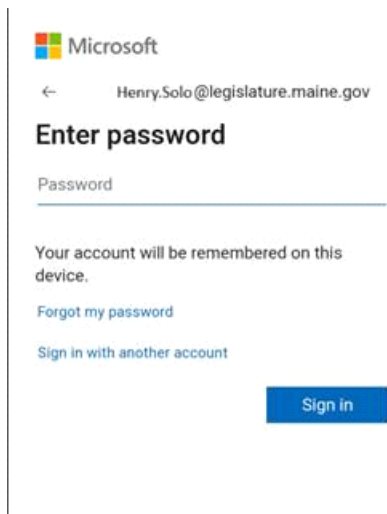 Microsoft
← Henry.Solo@legislature.maine.gov
Enter password
Password
Your account will be remembered on this
device.
Forgot my password
Sign in with another account
Sign in